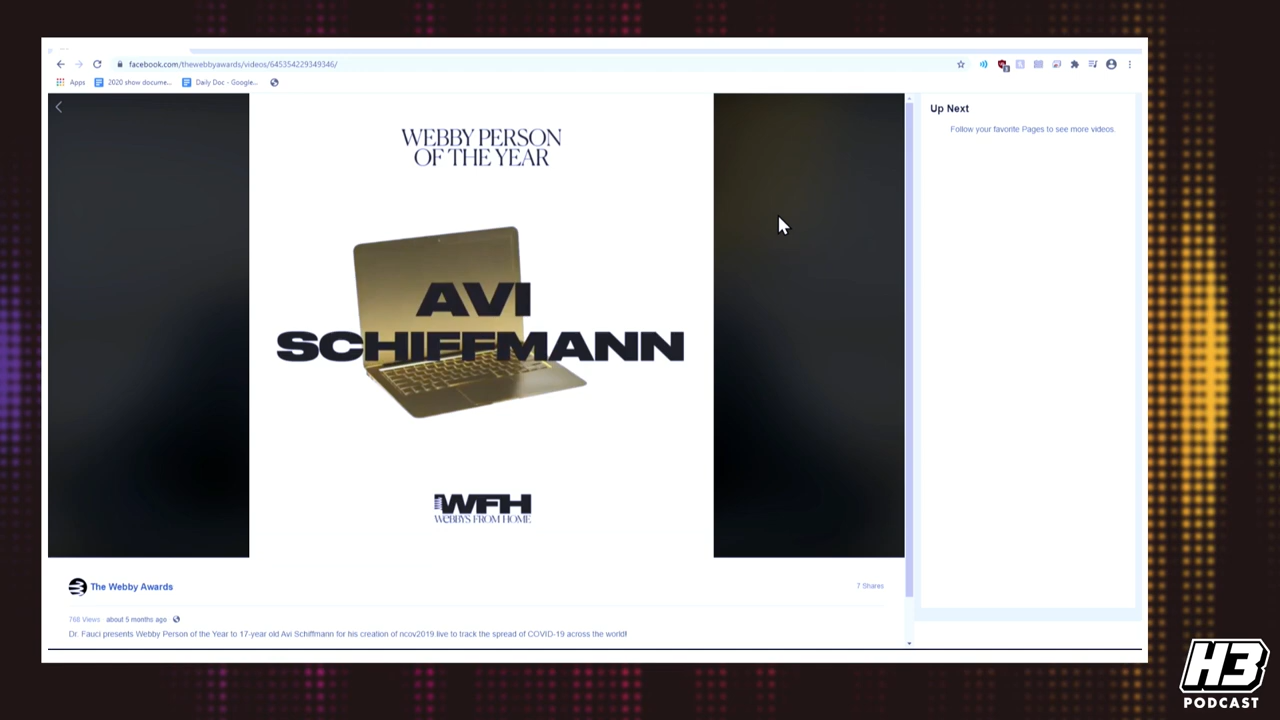 facebook.com/thewebbyawards/videos/645354229349346/
Apps 2020 show docume... Daily Doc - Google...
WEBBY PERSON
OF THE YEAR
AVI
SCHIFFMANN
WFH
WEBBYS FROM HOME
Up Next
Follow your favorite Pages to see more videos.
The Webby Awards
7 Shares
768 Views about 5 months ago
Dr. Fauci presents Webby Person of the Year to 17-year old Avi Schiffmann for his creation of ncov2019.live to track the spread of COVID-19 across the world!
H3
PODCAST